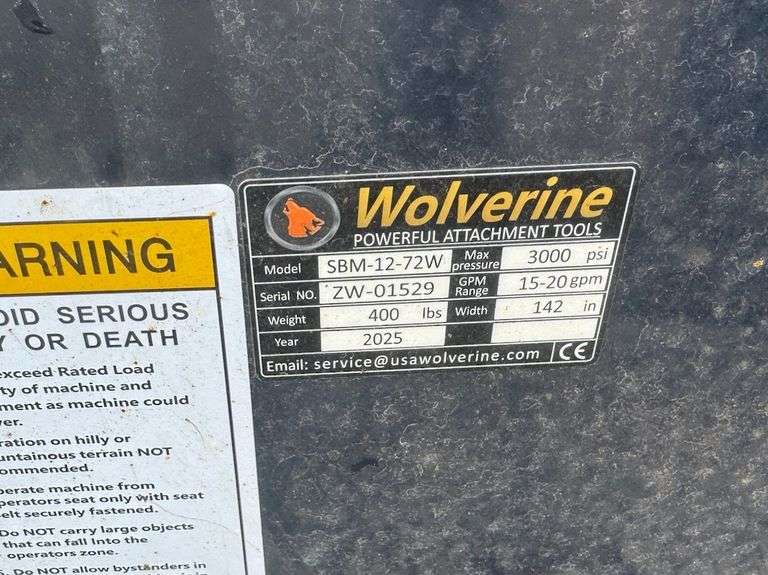 ARNING
OID SERIOUS
Y OR DEATH
exceed Rated Load
ty of machine and
ment as machine could
ver.
ration on hilly or
untainous terrain NOT
commended.
perate machine from
perators seat only with seat
elt securely fastened.
Do NOT carry large objects
that can fall Into the
operators zone.
Do NOT allow bystanders in
Wolverine
POWERFUL ATTACHMENT TOOLS
Model SBM-12-72W Max pressure 3000 psi
Serial NO. ZW-01529 GPM Range 15-20 gpm
Weight 400 lbs Width 142 in
Year 2025
Email: service@usawolverine.com CE